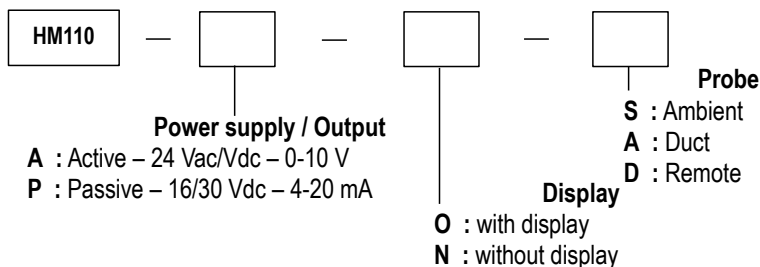 HM110 — — —
Power supply / Output
A : Active – 24 Vac/Vdc – 0-10 V
P : Passive – 16/30 Vdc – 4-20 mA
Display
O : with display
N : without display
Probe
S : Ambient
A : Duct
D : Remote